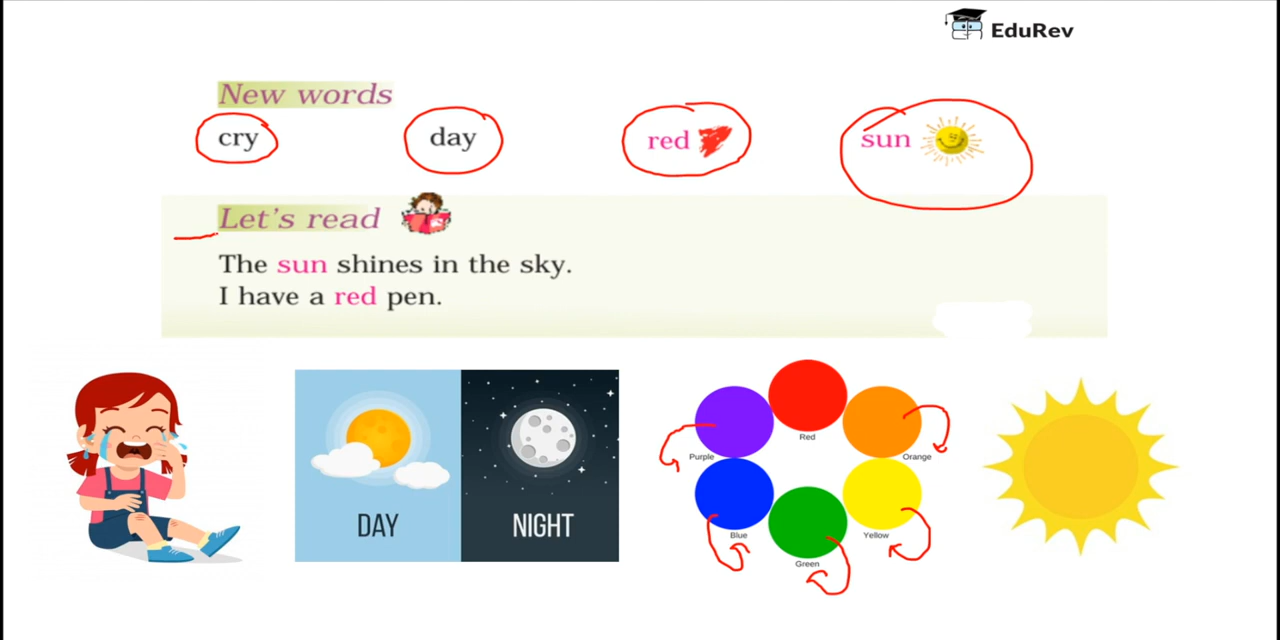 EduRev
New words
cry day red sun
Let's read
The sun shines in the sky.
I have a red pen.
DAY NIGHT
Red
Purple Orange
Blue Yellow
Green